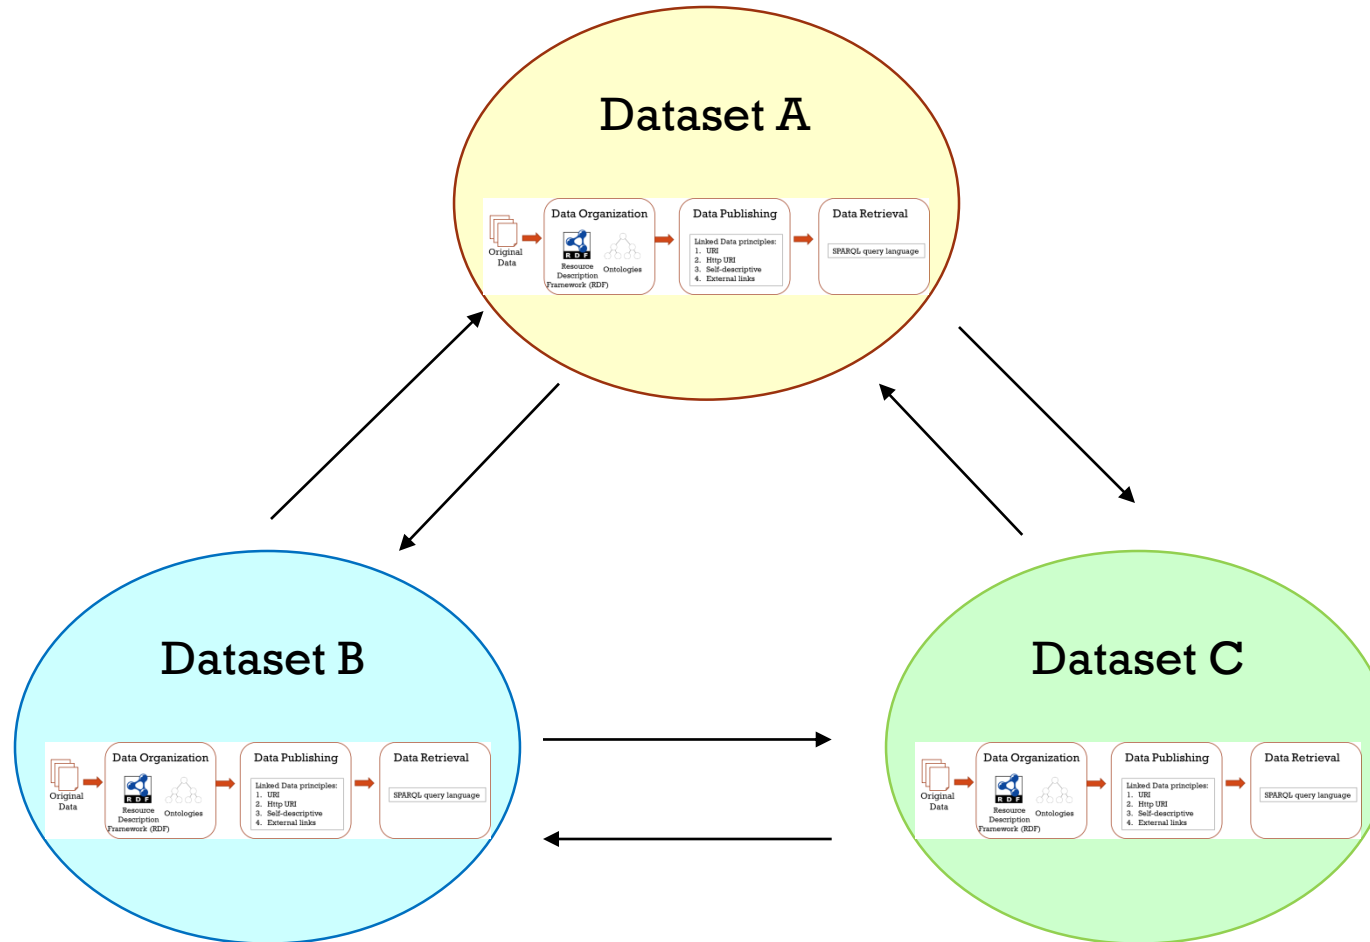 Dataset A
Original
Data
Data Organization
RDF
Resource
Description
Framework (RDF)
Ontologies
Data Publishing
Linked Data principles:
1. URI
2. Http URI
3. Self-descriptive
4. External links
Data Retrieval
SPARQL query language
Dataset B
Original
Data
Data Organization
RDF
Resource
Description
Framework (RDF)
Ontologies
Data Publishing
Linked Data principles:
1. URI
2. Http URI
3. Self-descriptive
4. External links
Data Retrieval
SPARQL query language
Dataset C
Original
Data
Data Organization
RDF
Resource
Description
Framework (RDF)
Ontologies
Data Publishing
Linked Data principles:
1. URI
2. Http URI
3. Self-descriptive
4. External links
Data Retrieval
SPARQL query language